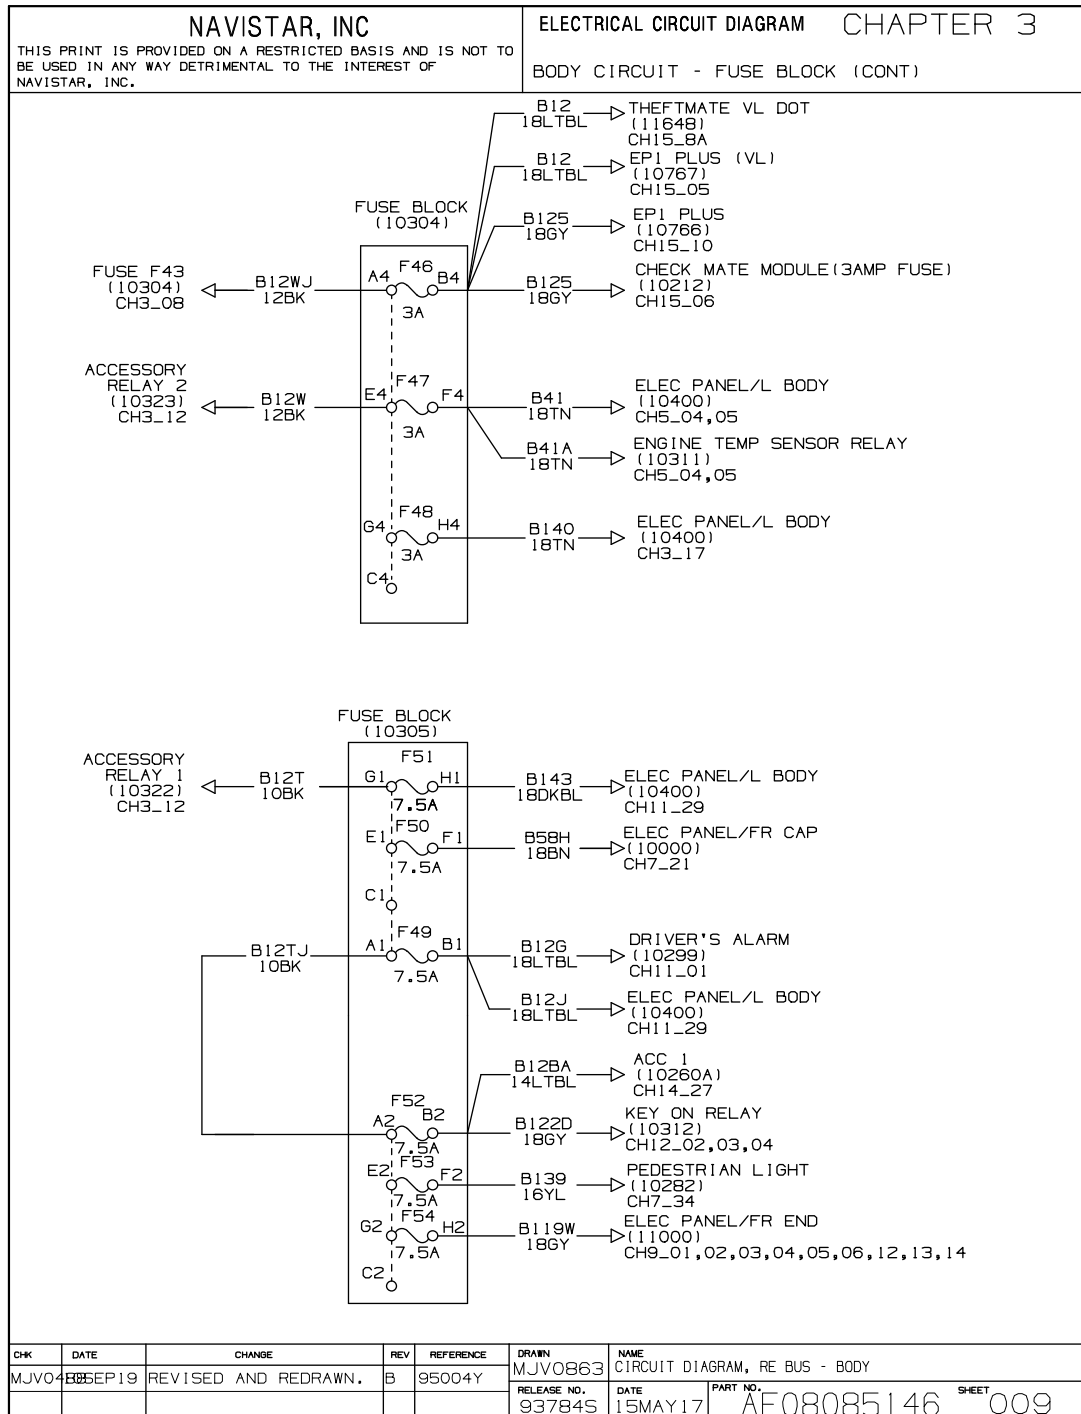 NAVISTAR, INC
THIS PRINT IS PROVIDED ON A RESTRICTED BASIS AND IS NOT TO
BE USED IN ANY WAY DETRIMENTAL TO THE INTEREST OF
NAVISTAR, INC.
ELECTRICAL CIRCUIT DIAGRAM CHAPTER 3
BODY CIRCUIT - FUSE BLOCK (CONT)
B12
18LTBL
THEFTMATE VL DOT
(11648)
CH15_8A
B12
18LTBL
EP1 PLUS (VL)
(10767)
CH15_05
FUSE BLOCK
(10304)
B125
18GY
EP1 PLUS
(10766)
CH15_10
FUSE F43
(10304)
CH3_08
B12WJ
12BK
A4 F46 B4
3A
B125
18GY
CHECK MATE MODULE(3AMP FUSE)
(10212)
CH15_06
ACCESSORY
RELAY 2
(10323)
CH3_12
B12W
12BK
E4 F47 F4
3A
B41
18TN
ELEC PANEL/L BODY
(10400)
CH5_04,05
B41A
18TN
ENGINE TEMP SENSOR RELAY
(10311)
CH5_04,05
G4 F48 H4
3A
B140
18TN
ELEC PANEL/L BODY
(10400)
CH3_17
C4
FUSE BLOCK
(10305)
ACCESSORY
RELAY 1
(10322)
CH3_12
B12T
10BK
F51
G1 H1
7.5A
B143
18DKBL
ELEC PANEL/L BODY
(10400)
CH11_29
F50
E1 F1
7.5A
B58H
18BN
ELEC PANEL/FR CAP
(10000)
CH7_21
C1
B12TJ
10BK
F49
A1 B1
7.5A
B12G
18LTBL
DRIVER'S ALARM
(10299)
CH11_01
B12J
18LTBL
ELEC PANEL/L BODY
(10400)
CH11_29
B12BA
14LTBL
ACC 1
(10260A)
CH14_27
F52
A2 B2
7.5A
B122D
18GY
KEY ON RELAY
(10312)
CH12_02,03,04
F53
E2 F2
7.5A
B139
16YL
PEDESTRIAN LIGHT
(10282)
CH7_34
F54
G2 H2
7.5A
B119W
18GY
ELEC PANEL/FR END
(11000)
CH9_01,02,03,04,05,06,12,13,14
C2
CHK DATE CHANGE REV REFERENCE
REVISED AND REDRAWN. B 95004Y
DRAWN
MJV0863
NAME
CIRCUIT DIAGRAM, RE BUS - BODY
RELEASE NO.
93784S
DATE
15MAY17
PART NO.
AF08085146
SHEET
009